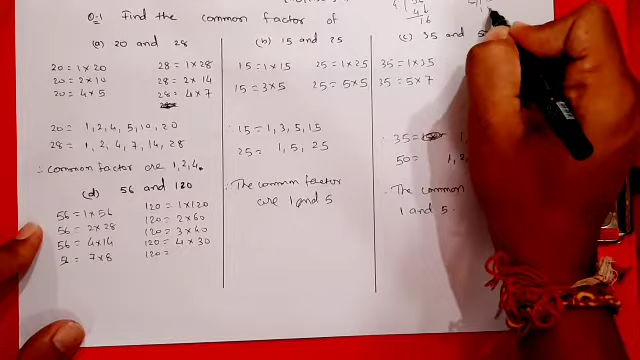 Q.1 Find the common factor of
(a) 20 and 28
20 = 1×20 28 = 1×28
20 = 2×10 28 = 2×14
20 = 4×5 28 = 4×7
20 = 1, 2, 4, 5, 10, 20
28 = 1, 2, 4, 7, 14, 28
∴ common factor are 1, 2, 4.
(b) 15 and 25
15 = 1×15 25 = 1×25
15 = 3×5 25 = 5×5
∴ 15 = 1, 3, 5, 15
25 = 1, 5, 25
∴ The commn factor
are 1 and 5
(c) 35 and
35 = 1×35
35 = 5×7
∴ 35 =
50 = 1, 2,
∴ The common
1 and 5.
(d) 56 and 120
56 = 1×56 120 = 1×120
56 = 2×28 120 = 2×60
56 = 4×14 120 = 3×40
56 = 7×8 120 = 4×30
120 =